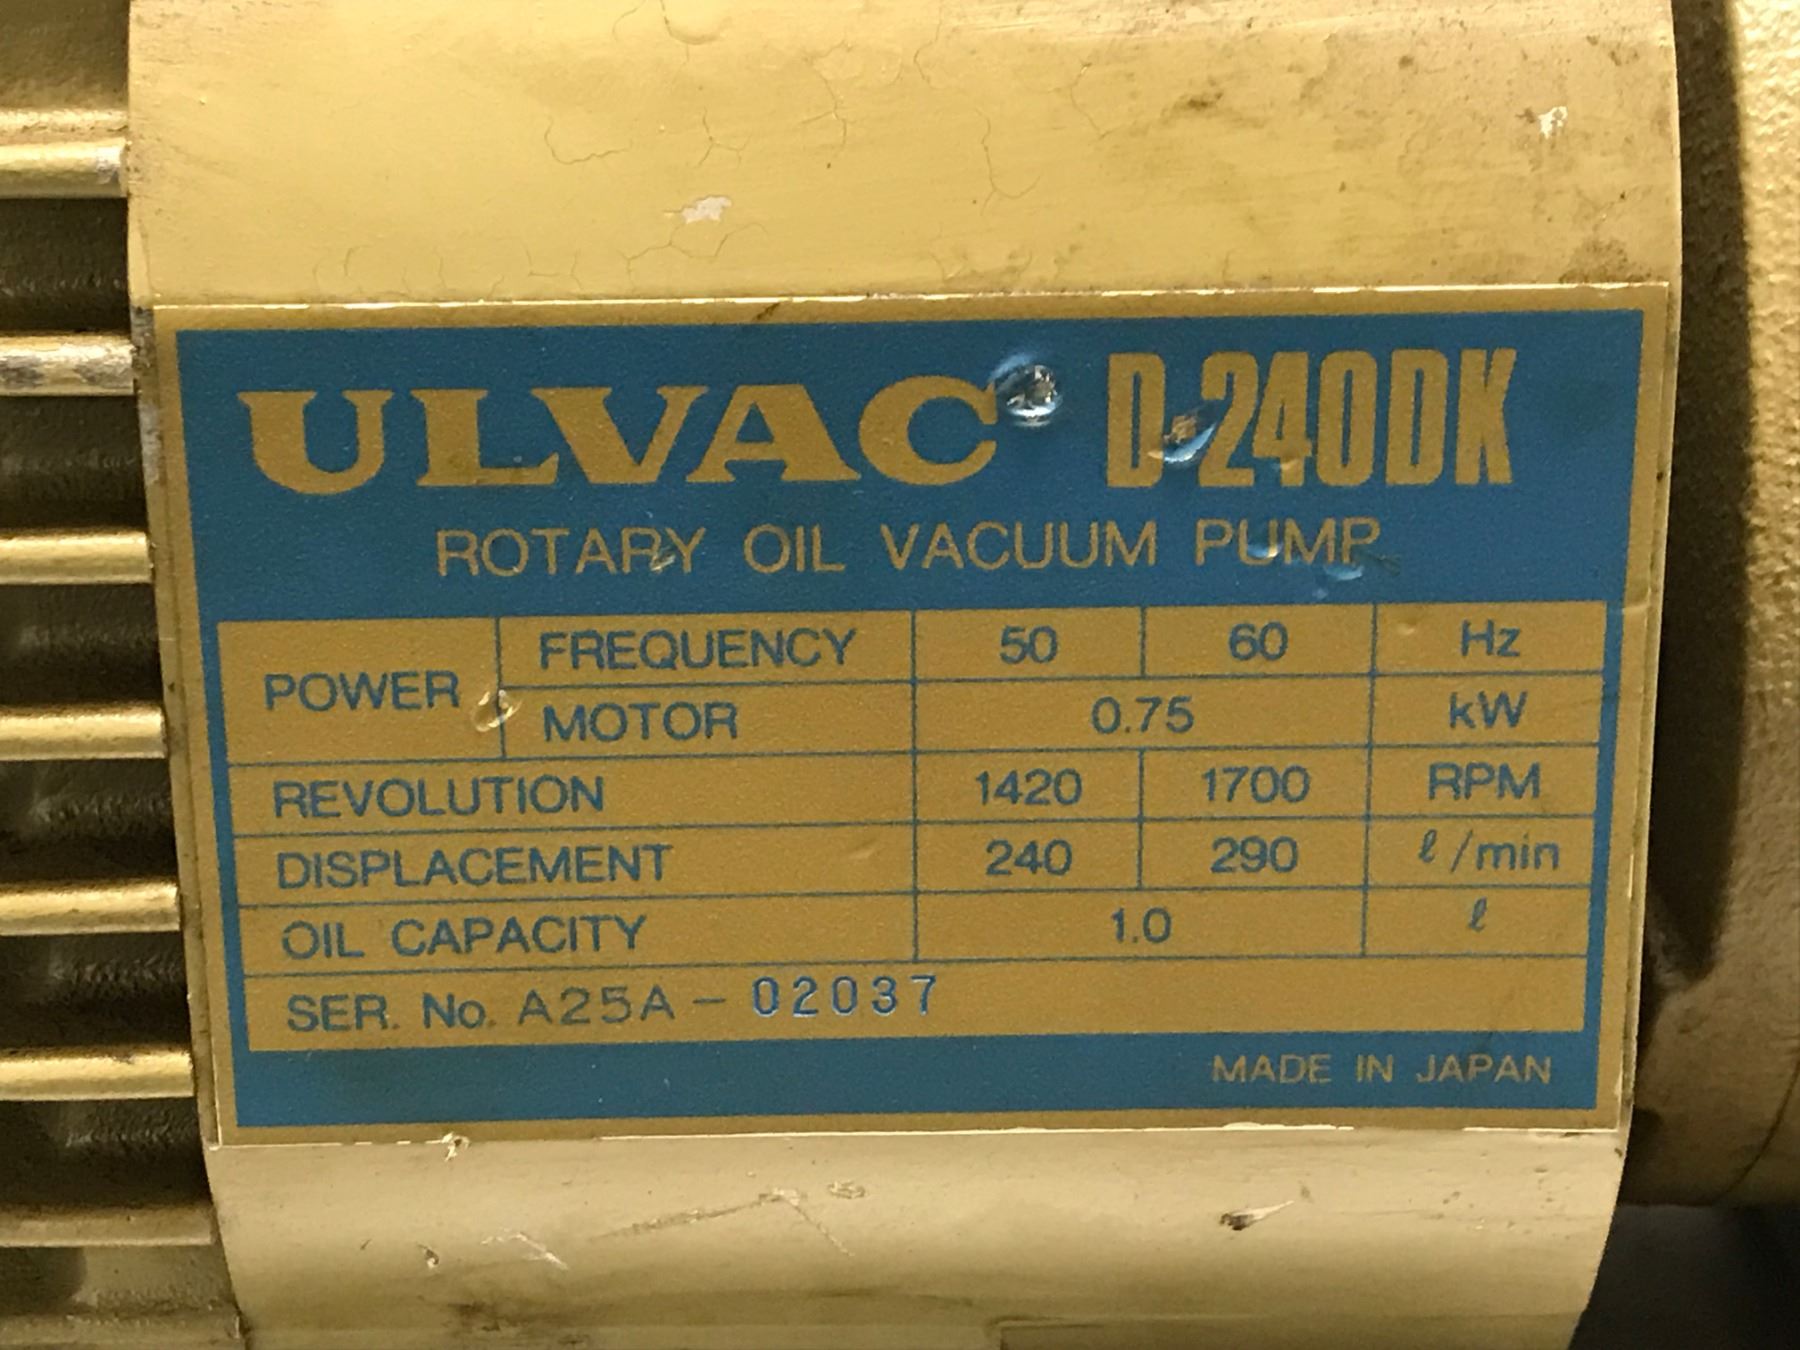 ULVAC D-240DK
ROTARY OIL VACUUM PUMP
POWER FREQUENCY 50 60 Hz
MOTOR 0.75 kW
REVOLUTION 1420 1700 RPM
DISPLACEMENT 240 290 ℓ/min
OIL CAPACITY 1.0 ℓ
SER. No. A25A-02037
MADE IN JAPAN